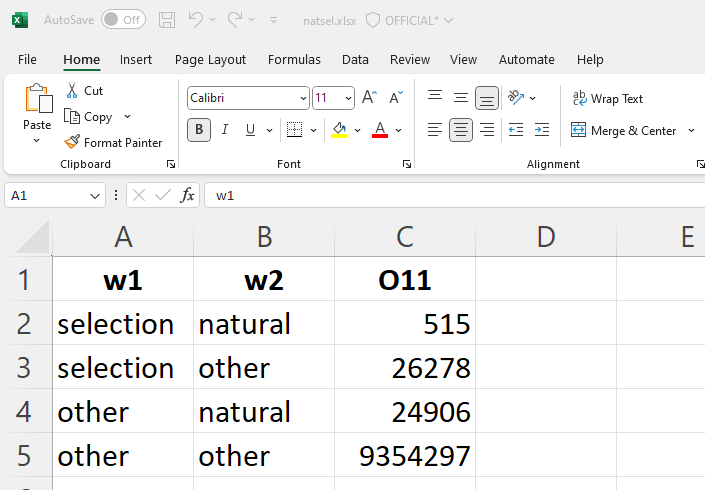 AutoSave Off natsel.xlsx OFFICIAL*
File Home Insert Page Layout Formulas Data Review View Automate Help
Paste
Cut
Copy
Format Painter
Clipboard
Calibri 11 A A
B I U A
Font
ab
c Wrap Text
Merge & Center
Alignment
A1 fx w1
A B C D E
1 w1 w2 O11
2 selection natural 515
3 selection other 26278
4 other natural 24906
5 other other 9354297